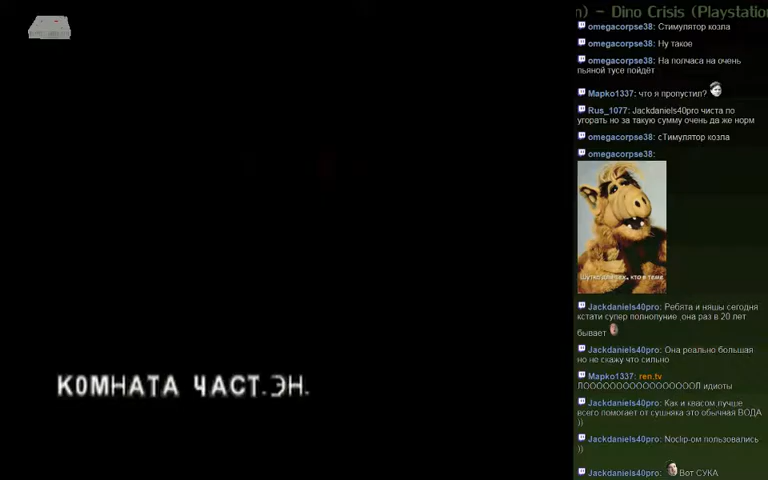 n) - Dino Crisis (Playstation
omegacorpse38: Стимулятор козла
omegacorpse38: Ну такое
omegacorpse38: На полчаса на очень
пьяной тусе пойдёт
Mapko1337: что я пропустил?
Rus_1077: Jackdaniels40pro чиста по
угорать но за такую сумму очень да же норм
omegacorpse38: сТимулятор козла
omegacorpse38:
Jackdaniels40pro: Ребята и няшы сегодня
кстати супер полнолуние ,она раз в 20 лет
бывает
Jackdaniels40pro: Она реально большая
но не скажу что сильно
Mapko1337: ren.tv
ЛОООООООООООООООООЛ идиоты
Jackdaniels40pro: Как и квасом,лучше
всего помогает от сушняка это обычная ВОДА
))
Jackdaniels40pro: Noclip-ом пользовались
))
Jackdaniels40pro: Вот СУКА
КОМНАТА ЧАСТ.ЭН.